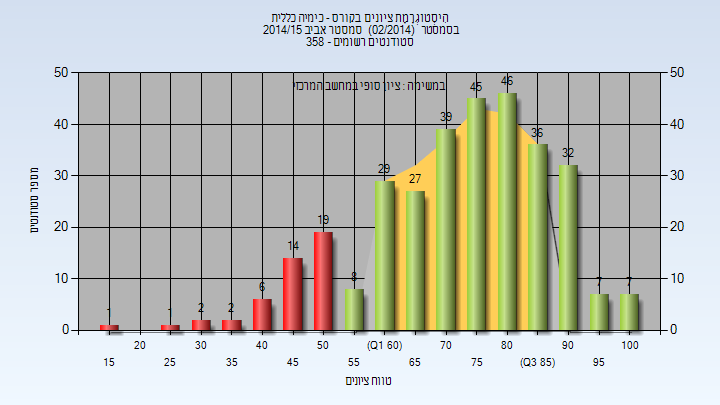 היסטוגרמת ציונים בקורס - כימיה כללית
בסמסטר (02/2014) סמסטר אביב 2014/15
סטודנטים רשומים - 358
במשימה : ציון סופי במחשב המרכזי
50 50
40 40
30 30
20 20
10 10
0 0
1 1 2 2 6 14 19 8 29 27 39 45 46 36 32 7 7
מספר סטודנטים
20 30 40 50 (Q1 60) 70 80 90 100
15 25 35 45 55 65 75 (Q3 85) 95
טווח ציונים